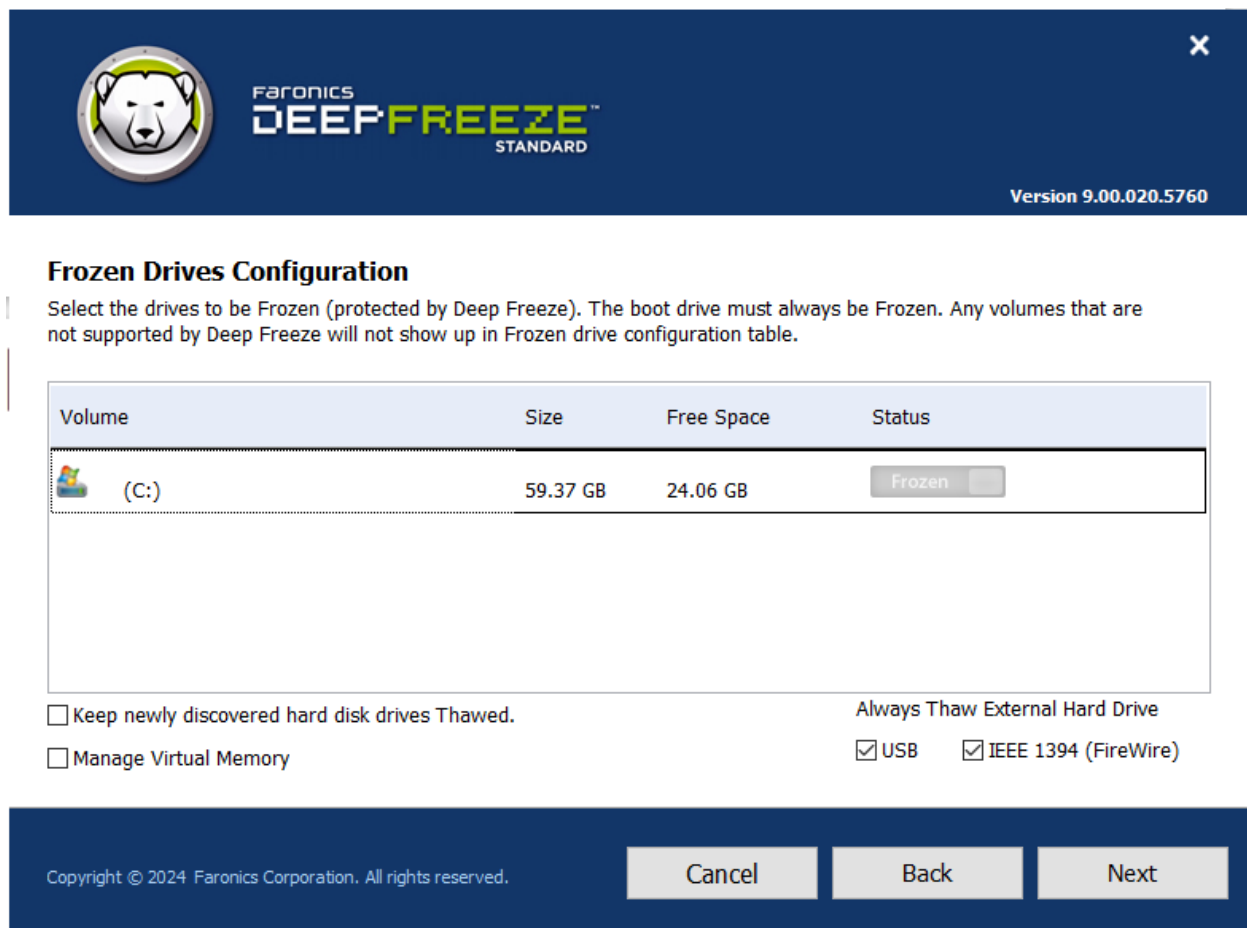 Faronics
DEEPFREEZE™
STANDARD
Version 9.00.020.5760
Frozen Drives Configuration
Select the drives to be Frozen (protected by Deep Freeze). The boot drive must always be Frozen. Any volumes that are
not supported by Deep Freeze will not show up in Frozen drive configuration table.
Volume Size Free Space Status
(C:) 59.37 GB 24.06 GB Frozen
Keep newly discovered hard disk drives Thawed.
Always Thaw External Hard Drive
Manage Virtual Memory
USB IEEE 1394 (FireWire)
Copyright © 2024 Faronics Corporation. All rights reserved.
Cancel Back Next